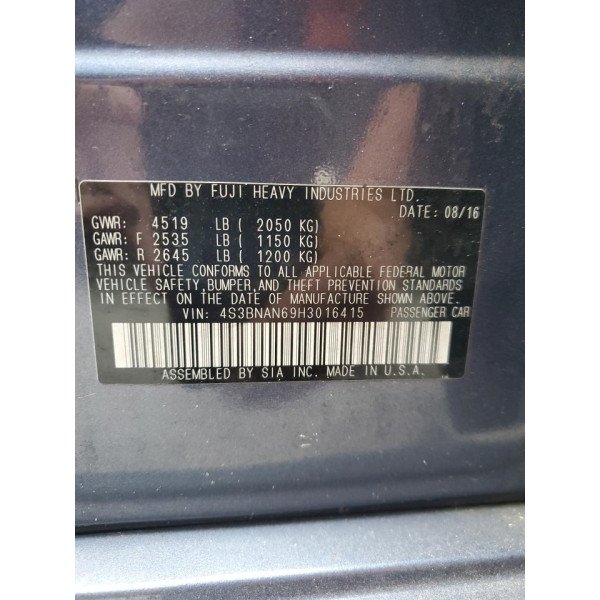 MFD BY FUJI HEAVY INDUSTRIES LTD.
DATE: 08/16
GVWR: 4519 LB ( 2050 KG)
GAWR: F 2535 LB ( 1150 KG)
GAWR: R 2645 LB ( 1200 KG)
THIS VEHICLE CONFORMS TO ALL APPLICABLE FEDERAL MOTOR
VEHICLE SAFETY, BUMPER, AND THEFT PREVENTION STANDARDS
IN EFFECT ON THE DATE OF MANUFACTURE SHOWN ABOVE.
VIN: 4S3BNAN69H3016415 PASSENGER CAR
ASSEMBLED BY SIA INC. MADE IN U.S.A.